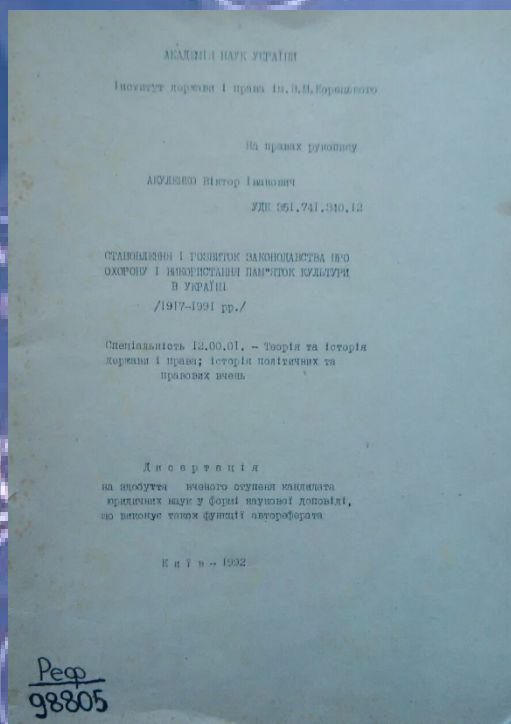 АКАДЕМІЯ НАУК УКРАЇНИ
Інститут держави і права ім.В.М.Корецького
На правах рукопису
АКУЛЕНКО Віктор Іванович
УДК 351.741.340.12
СТАНОВЛЕННЯ І РОЗВИТОК ЗАКОНОДАВСТВА ПРО
ОХОРОНУ І ВИКОРИСТАННЯ ПАМ"ЯТОК КУЛЬТУРИ
В УКРАЇНІ
/1917-1991 рр./
Спеціальність 12.00.01. - Теорія та історія
держави і права; історія політичних та
правових вчень
Д и с е р т а ц і я
на здобуття вченого ступеня кандидата
юридичних наук у формі наукової доповіді,
що виконує також функції автореферата
К и ї в - 1992
Реф
98805